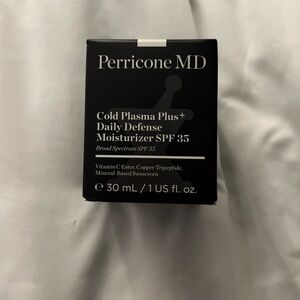 Perricone MD
Cold Plasma Plus+
Daily Defense
Moisturizer SPF 35
Broad Spectrum SPF 35
Vitamin C Ester, Copper Tripeptide,
Mineral-Based Sunscreen
℮ 30 mL / 1 US fl. oz.